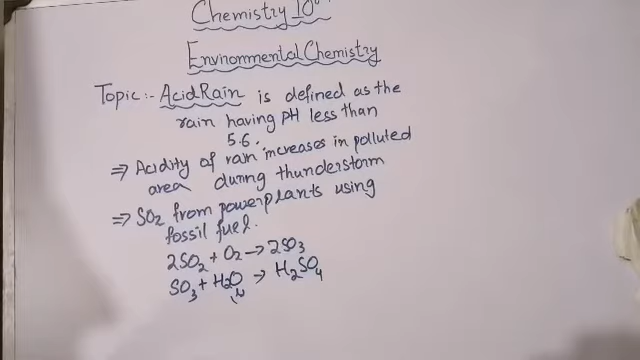 Chemistry 10th
Environmental Chemistry
Topic:- Acid Rain is defined as the
rain having pH less than
5.6.
⇒ Acidity of rain increases in polluted
area during thunderstorm
⇒ SO₂ from powerplants using
fossil fuel.
2SO₂ + O₂ → 2SO₃
SO₃ + H₂O → H₂SO₄